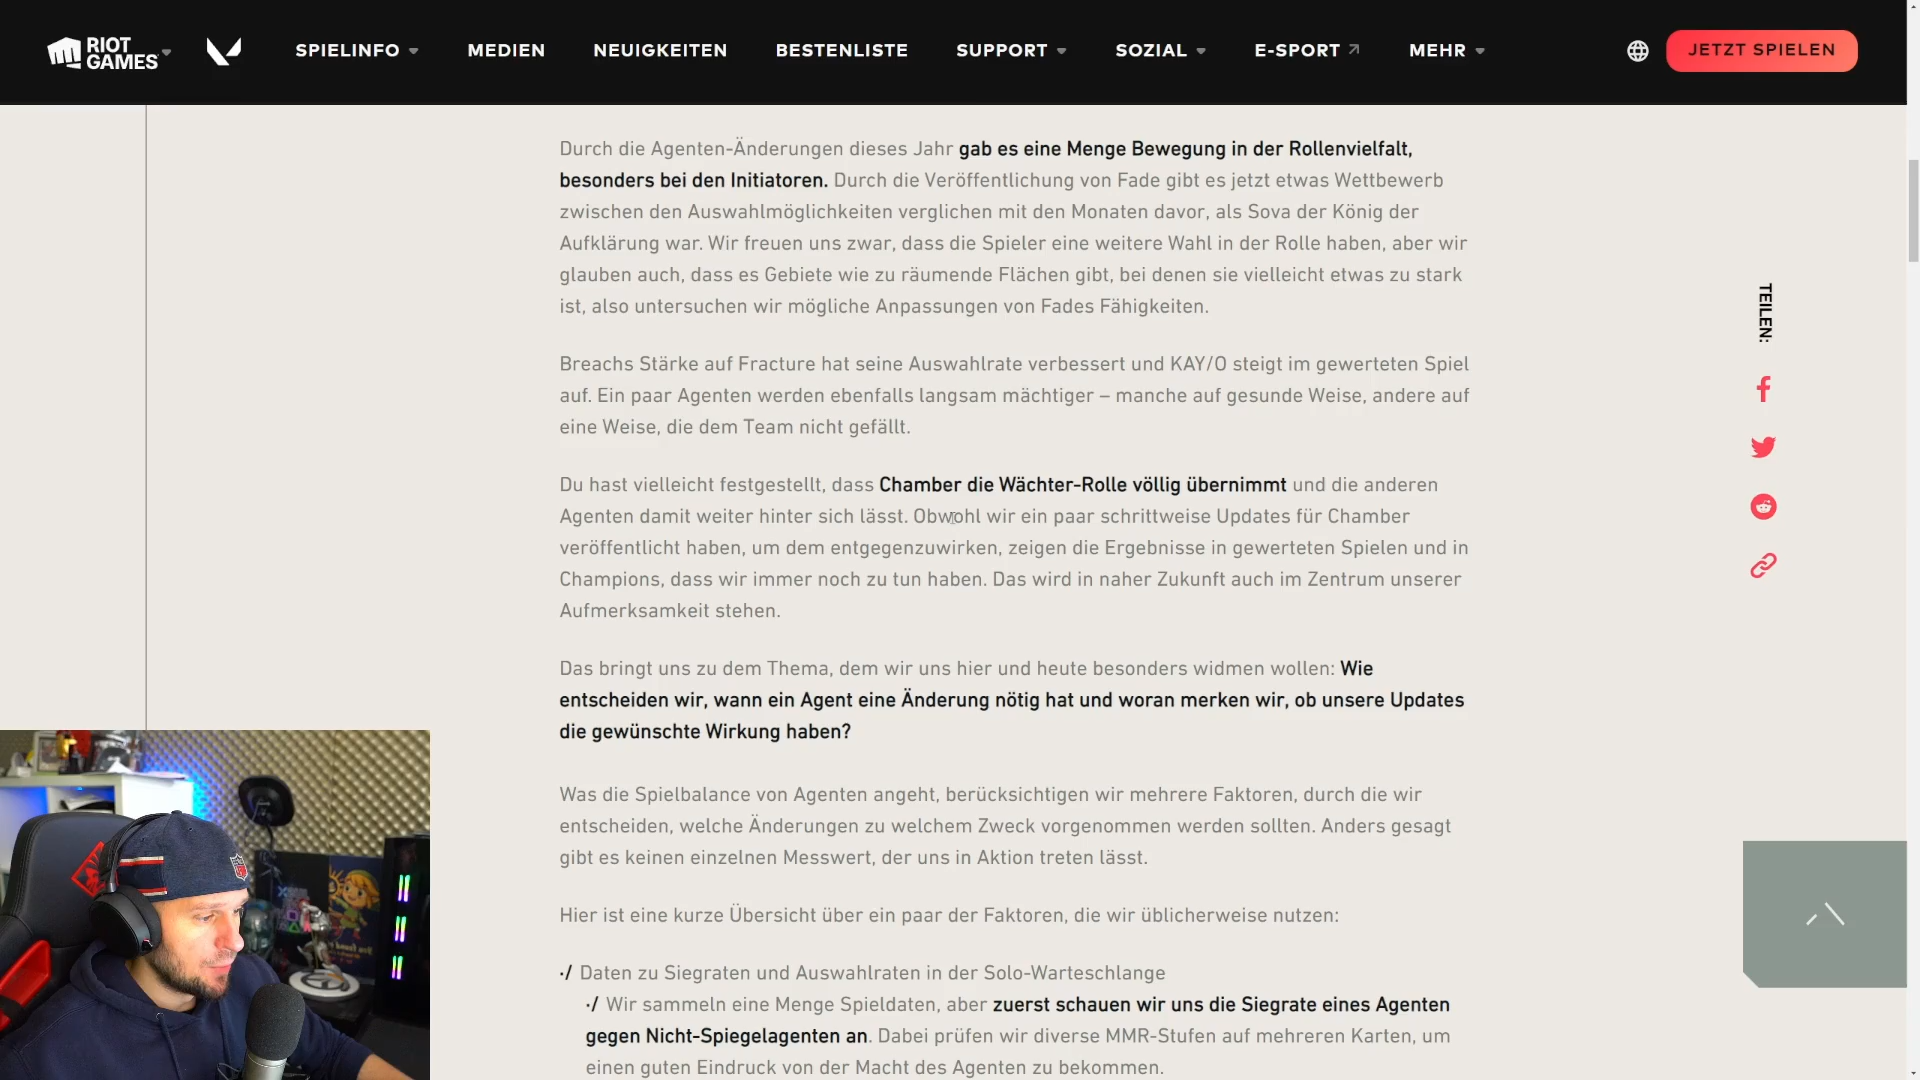 RIOT GAMES
SPIELINFO
MEDIEN
NEUIGKEITEN
BESTENLISTE
SUPPORT
SOZIAL
E-SPORT
MEHR
JETZT SPIELEN
Durch die Agenten-Änderungen dieses Jahr gab es eine Menge Bewegung in der Rollenvielfalt,
besonders bei den Initiatoren. Durch die Veröffentlichung von Fade gibt es jetzt etwas Wettbewerb
zwischen den Auswahlmöglichkeiten verglichen mit den Monaten davor, als Sova der König der
Aufklärung war. Wir freuen uns zwar, dass die Spieler eine weitere Wahl in der Rolle haben, aber wir
glauben auch, dass es Gebiete wie zu räumende Flächen gibt, bei denen sie vielleicht etwas zu stark
ist, also untersuchen wir mögliche Anpassungen von Fades Fähigkeiten.
Breachs Stärke auf Fracture hat seine Auswahlrate verbessert und KAY/O steigt im gewerteten Spiel
auf. Ein paar Agenten werden ebenfalls langsam mächtiger – manche auf gesunde Weise, andere auf
eine Weise, die dem Team nicht gefällt.
Du hast vielleicht festgestellt, dass Chamber die Wächter-Rolle völlig übernimmt und die anderen
Agenten damit weiter hinter sich lässt. Obwohl wir ein paar schrittweise Updates für Chamber
veröffentlicht haben, um dem entgegenzuwirken, zeigen die Ergebnisse in gewerteten Spielen und in
Champions, dass wir immer noch zu tun haben. Das wird in naher Zukunft auch im Zentrum unserer
Aufmerksamkeit stehen.
Das bringt uns zu dem Thema, dem wir uns hier und heute besonders widmen wollen: Wie
entscheiden wir, wann ein Agent eine Änderung nötig hat und woran merken wir, ob unsere Updates
die gewünschte Wirkung haben?
Was die Spielbalance von Agenten angeht, berücksichtigen wir mehrere Faktoren, durch die wir
entscheiden, welche Änderungen zu welchem Zweck vorgenommen werden sollten. Anders gesagt
gibt es keinen einzelnen Messwert, der uns in Aktion treten lässt.
Hier ist eine kurze Übersicht über ein paar der Faktoren, die wir üblicherweise nutzen:
·/ Daten zu Siegraten und Auswahlraten in der Solo-Warteschlange
·/ Wir sammeln eine Menge Spieldaten, aber zuerst schauen wir uns die Siegrate eines Agenten
gegen Nicht-Spiegelagenten an. Dabei prüfen wir diverse MMR-Stufen auf mehreren Karten, um
einen guten Eindruck von der Macht des Agenten zu bekommen.
TEILEN:
NFL